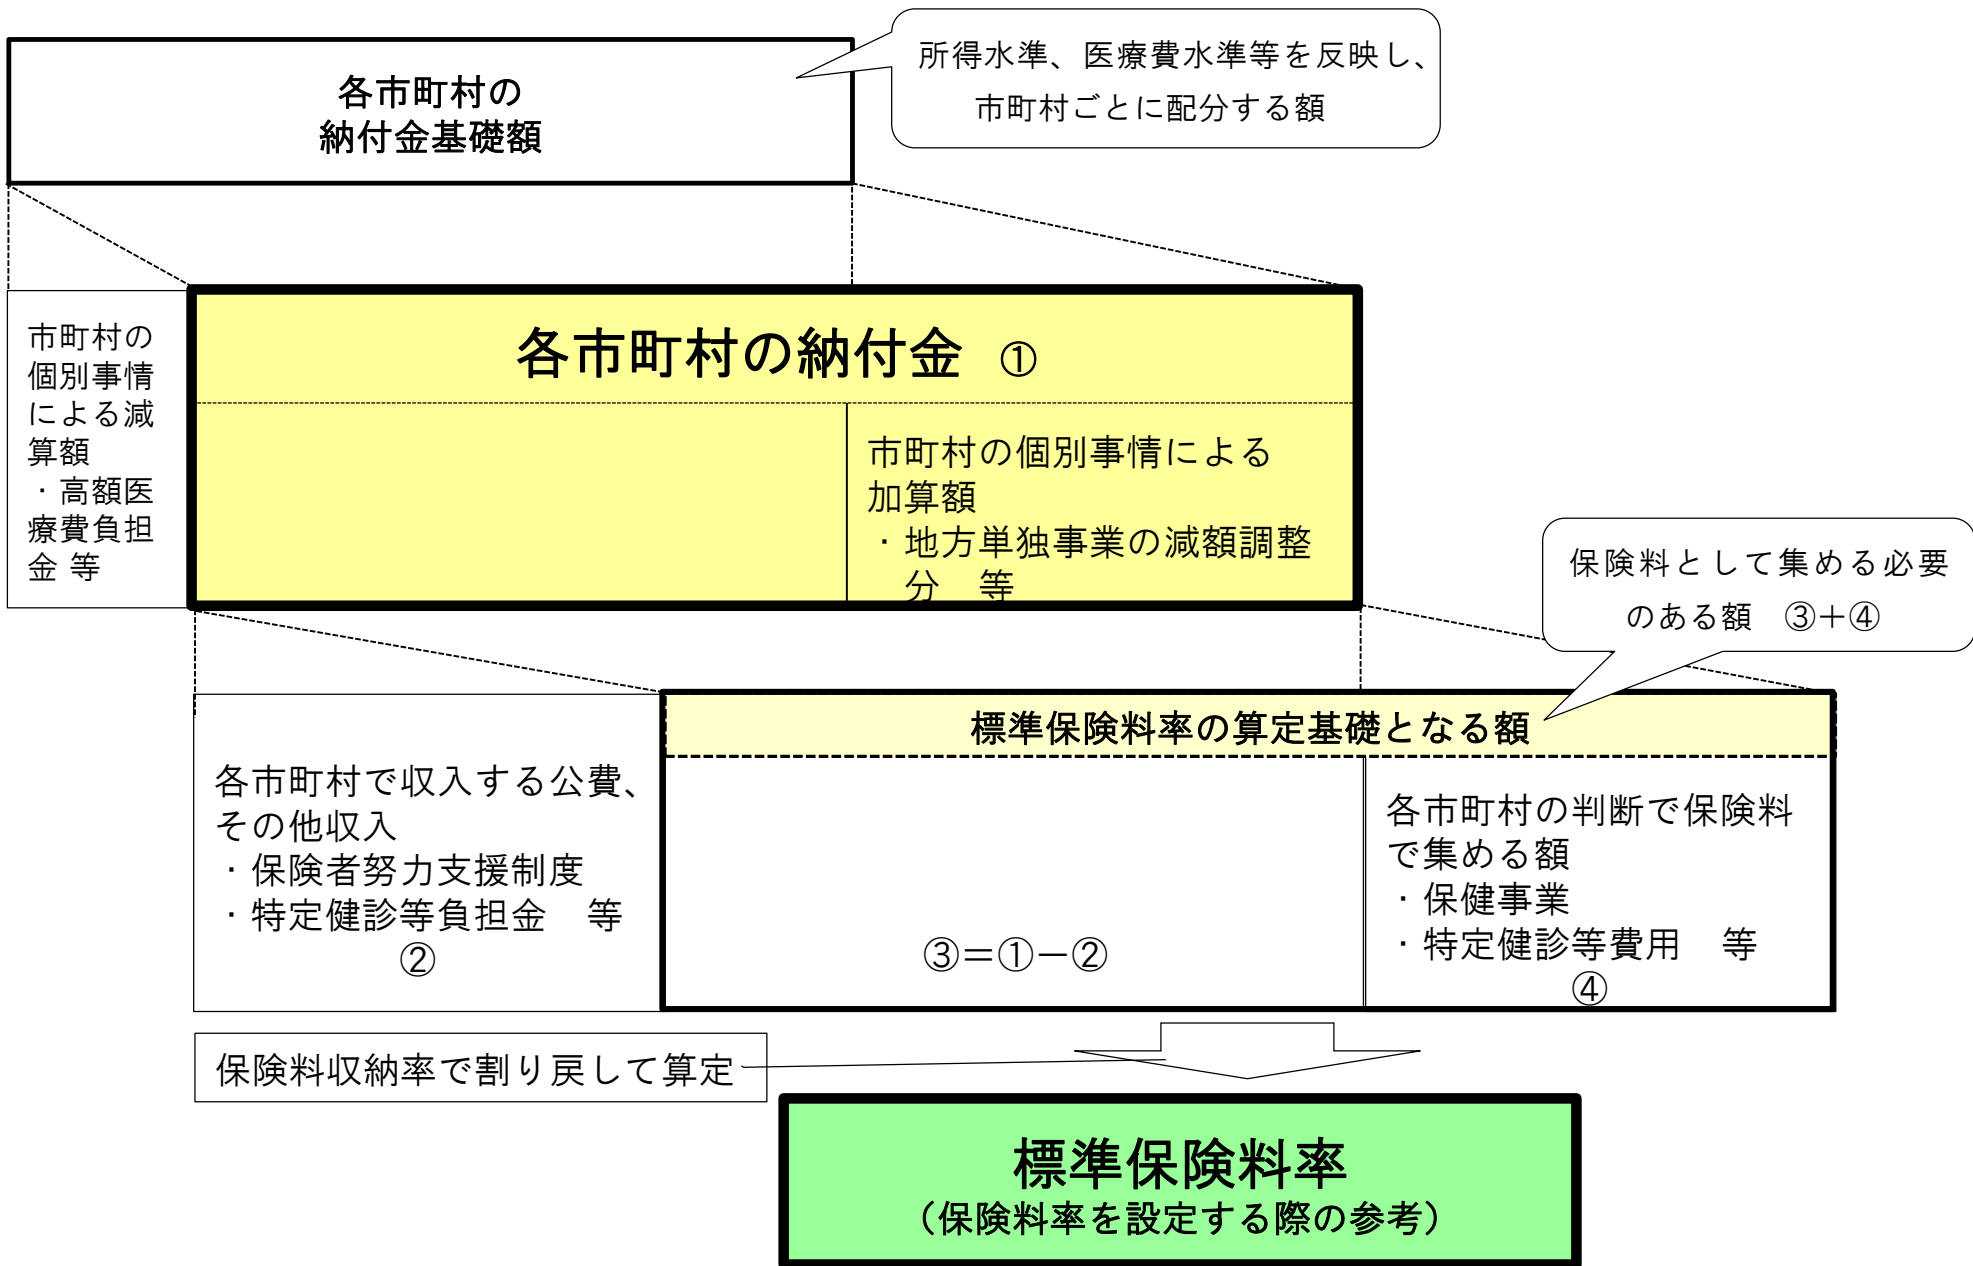 各市町村の
納付金基礎額
所得水準、医療費水準等を反映し、
市町村ごとに配分する額
市町村の
個別事情
による減
算額
・高額医
療費負担
金 等
各市町村の納付金 ①
市町村の個別事情による
加算額
・地方単独事業の減額調整
分　等
保険料として集める必要
のある額　③＋④
標準保険料率の算定基礎となる額
各市町村で収入する公費、
その他収入
・保険者努力支援制度
・特定健診等負担金　等
②
③＝①－②
各市町村の判断で保険料
で集める額
・保健事業
・特定健診等費用　等
④
保険料収納率で割り戻して算定
標準保険料率
（保険料率を設定する際の参考）